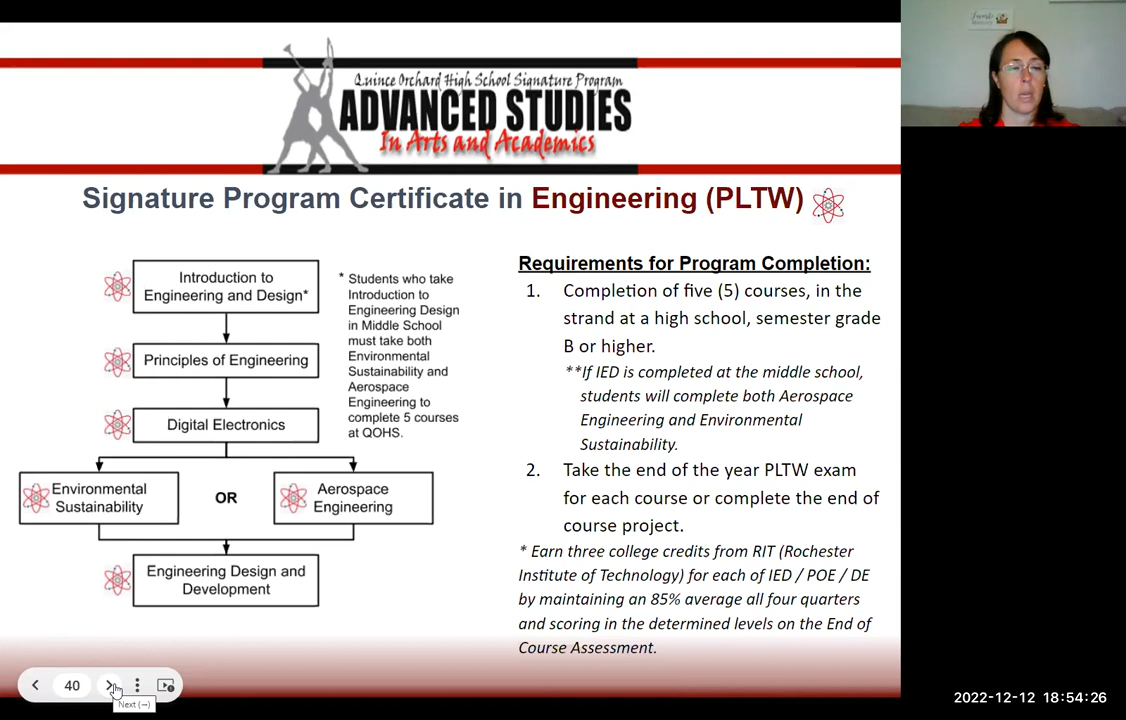 Quince Orchard High School Signature Program
ADVANCED STUDIES
In Arts and Academics
Signature Program Certificate in Engineering (PLTW)
Introduction to
Engineering and Design*
Principles of Engineering
Digital Electronics
Environmental
Sustainability
OR
Aerospace
Engineering
Engineering Design and
Development
* Students who take
Introduction to
Engineering Design
in Middle School
must take both
Environmental
Sustainability and
Aerospace
Engineering to
complete 5 courses
at QOHS.
Requirements for Program Completion:
1. Completion of five (5) courses, in the
strand at a high school, semester grade
B or higher.
**If IED is completed at the middle school,
students will complete both Aerospace
Engineering and Environmental
Sustainability.
2. Take the end of the year PLTW exam
for each course or complete the end of
course project.
* Earn three college credits from RIT (Rochester
Institute of Technology) for each of IED / POE / DE
by maintaining an 85% average all four quarters
and scoring in the determined levels on the End of
Course Assessment.
40
Next (→)
2022-12-12 18:54:26